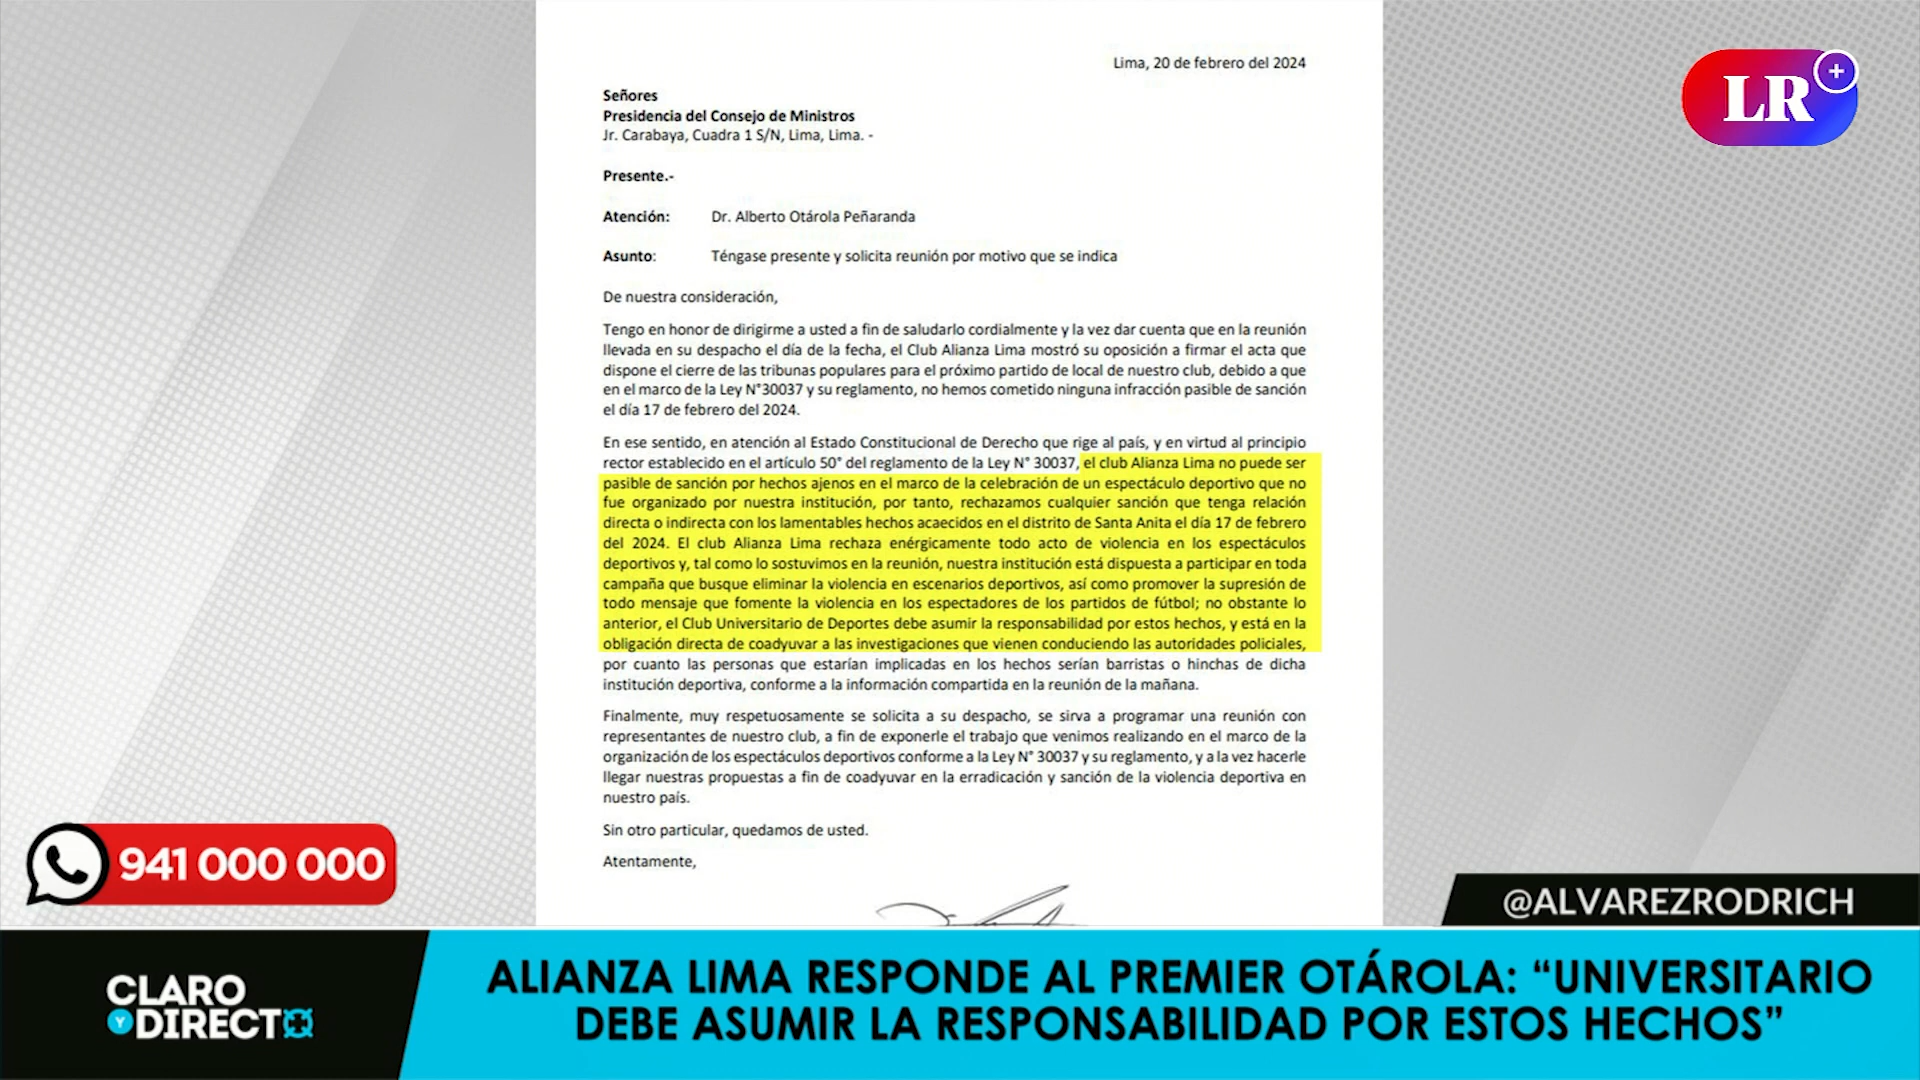 Lima, 20 de febrero del 2024
LR+
Señores
Presidencia del Consejo de Ministros
Jr. Carabaya, Cuadra 1 S/N, Lima, Lima. -
Presente.-
Atención: Dr. Alberto Otárola Peñaranda
Asunto: Téngase presente y solicita reunión por motivo que se indica
De nuestra consideración,
Tengo en honor de dirigirme a usted a fin de saludarlo cordialmente y la vez dar cuenta que en la reunión
llevada en su despacho el día de la fecha, el Club Alianza Lima mostró su oposición a firmar el acta que
dispone el cierre de las tribunas populares para el próximo partido de local de nuestro club, debido a que
en el marco de la Ley N°30037 y su reglamento, no hemos cometido ninguna infracción pasible de sanción
el día 17 de febrero del 2024.
En ese sentido, en atención al Estado Constitucional de Derecho que rige al país, y en virtud al principio
rector establecido en el artículo 50° del reglamento de la Ley N° 30037, el club Alianza Lima no puede ser
pasible de sanción por hechos ajenos en el marco de la celebración de un espectáculo deportivo que no
fue organizado por nuestra institución, por tanto, rechazamos cualquier sanción que tenga relación
directa o indirecta con los lamentables hechos acaecidos en el distrito de Santa Anita el día 17 de febrero
del 2024. El club Alianza Lima rechaza enérgicamente todo acto de violencia en los espectáculos
deportivos y, tal como lo sostuvimos en la reunión, nuestra institución está dispuesta a participar en toda
campaña que busque eliminar la violencia en escenarios deportivos, así como promover la supresión de
todo mensaje que fomente la violencia en los espectadores de los partidos de fútbol; no obstante lo
anterior, el Club Universitario de Deportes debe asumir la responsabilidad por estos hechos, y está en la
obligación directa de coadyuvar a las investigaciones que vienen conduciendo las autoridades policiales,
por cuanto las personas que estarían implicadas en los hechos serían barristas o hinchas de dicha
institución deportiva, conforme a la información compartida en la reunión de la mañana.
Finalmente, muy respetuosamente se solicita a su despacho, se sirva a programar una reunión con
representantes de nuestro club, a fin de exponerle el trabajo que venimos realizando en el marco de la
organización de los espectáculos deportivos conforme a la Ley N° 30037 y su reglamento, y a la vez hacerle
llegar nuestras propuestas a fin de coadyuvar en la erradicación y sanción de la violencia deportiva en
nuestro país.
Sin otro particular, quedamos de usted.
Atentamente,
941 000 000
@ALVAREZRODRICH
CLARO
Y DIRECTO
ALIANZA LIMA RESPONDE AL PREMIER OTÁROLA: “UNIVERSITARIO
DEBE ASUMIR LA RESPONSABILIDAD POR ESTOS HECHOS”